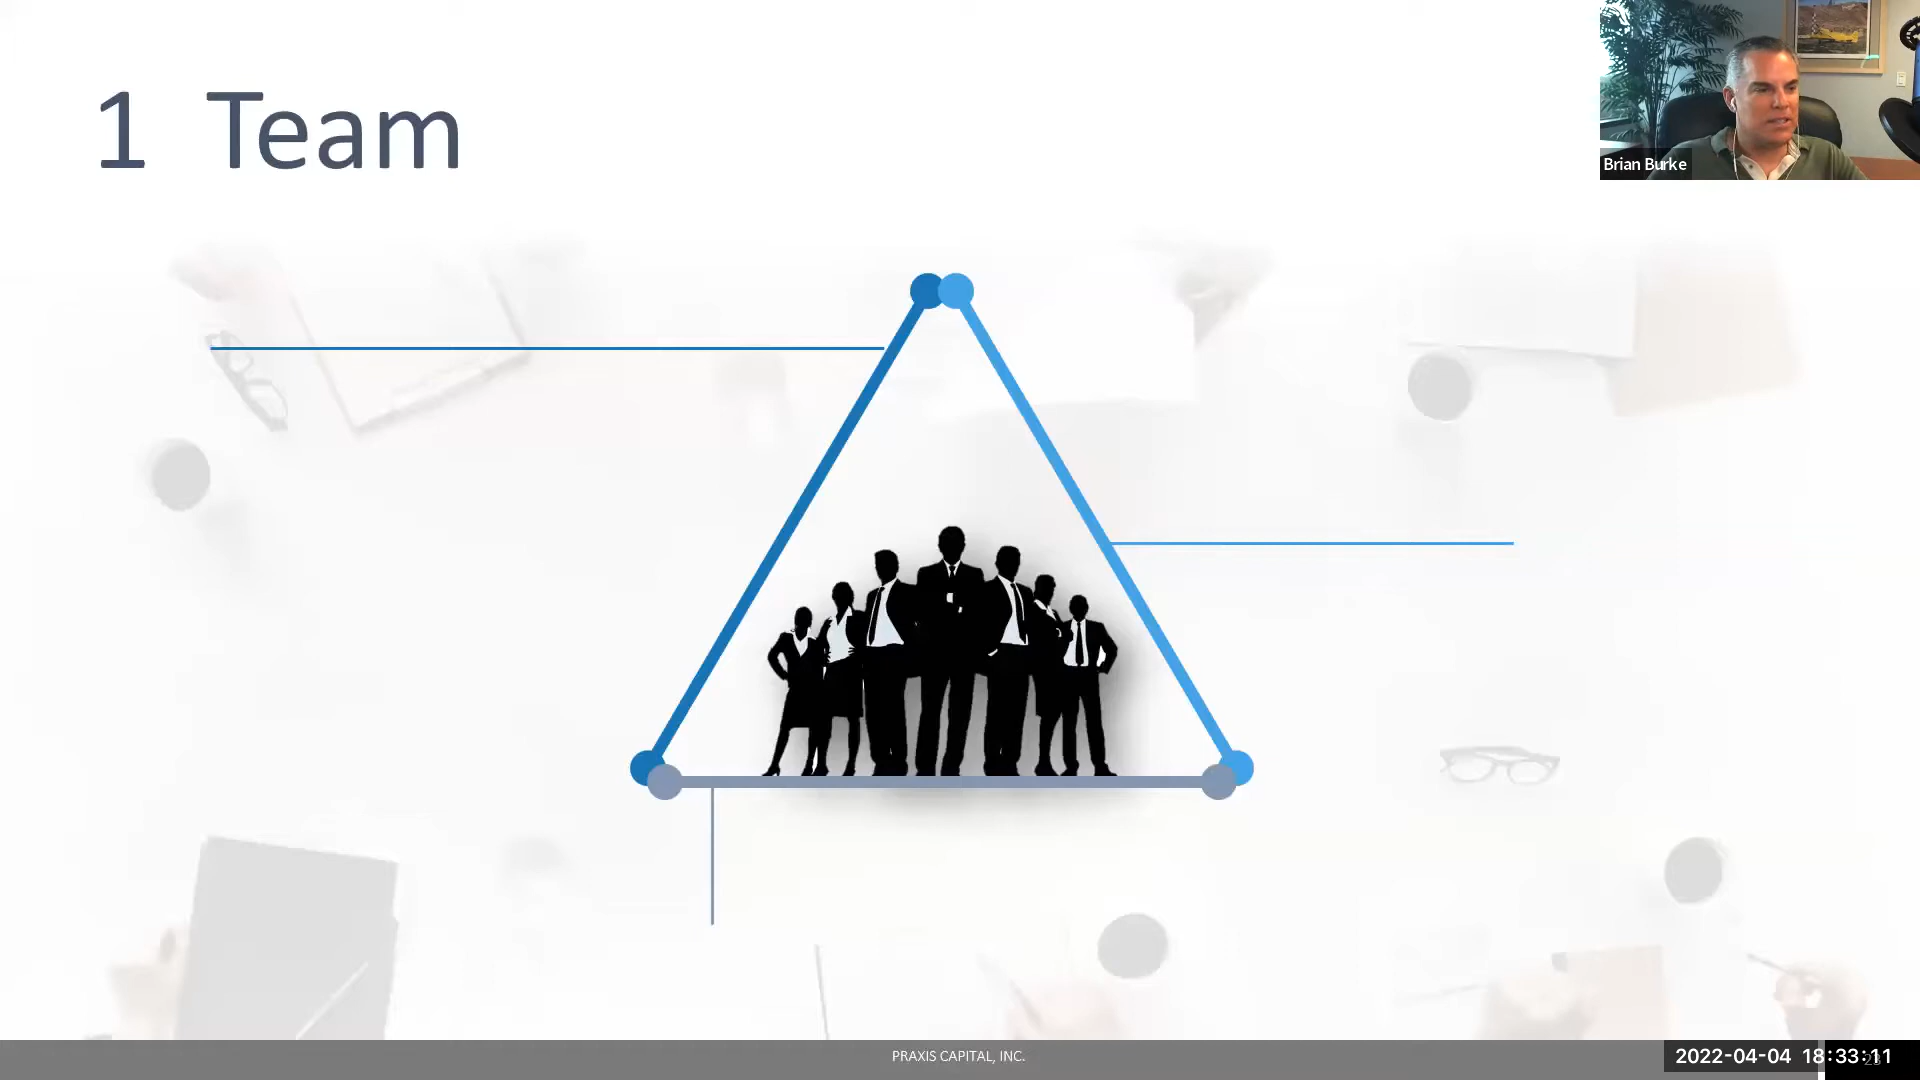 1 Team
Brian Burke
PRAXIS CAPITAL, INC.
2022-04-04 18:33:11